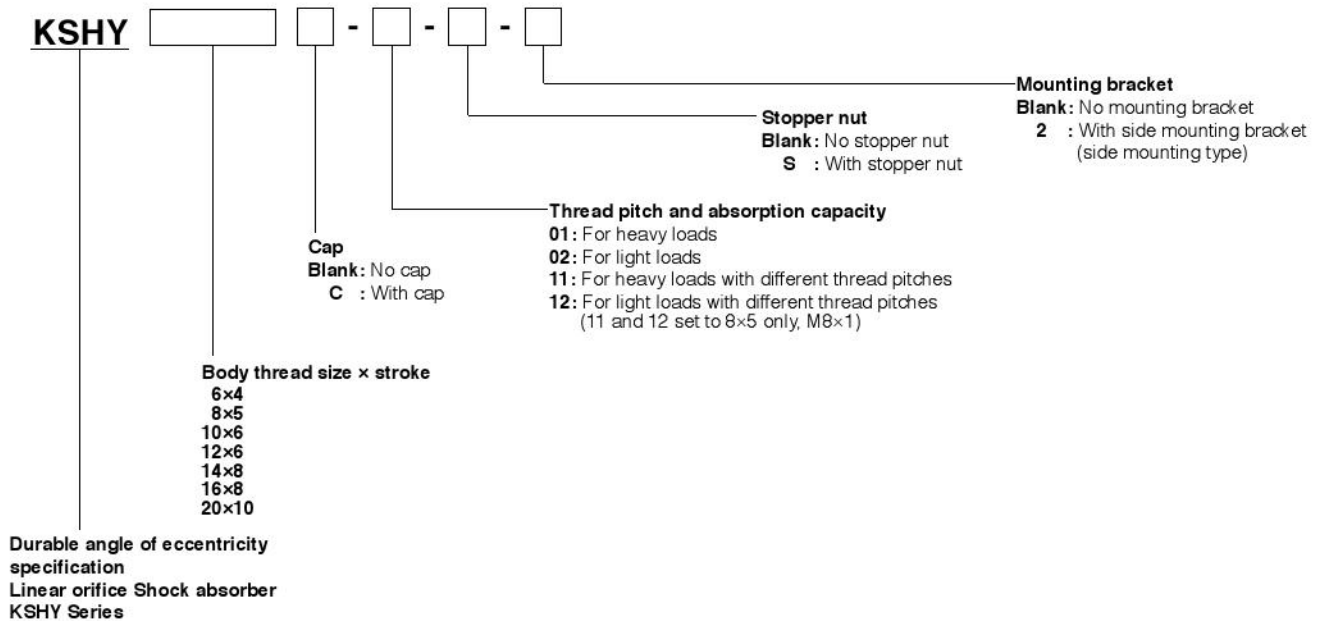 KSHY - - -
Mounting bracket
Blank: No mounting bracket
2 : With side mounting bracket
(side mounting type)
Stopper nut
Blank: No stopper nut
S : With stopper nut
Thread pitch and absorption capacity
01: For heavy loads
02: For light loads
11: For heavy loads with different thread pitches
12: For light loads with different thread pitches
(11 and 12 set to 8×5 only, M8×1)
Cap
Blank: No cap
C : With cap
Body thread size × stroke
6×4
8×5
10×6
12×6
14×8
16×8
20×10
Durable angle of eccentricity
specification
Linear orifice Shock absorber
KSHY Series